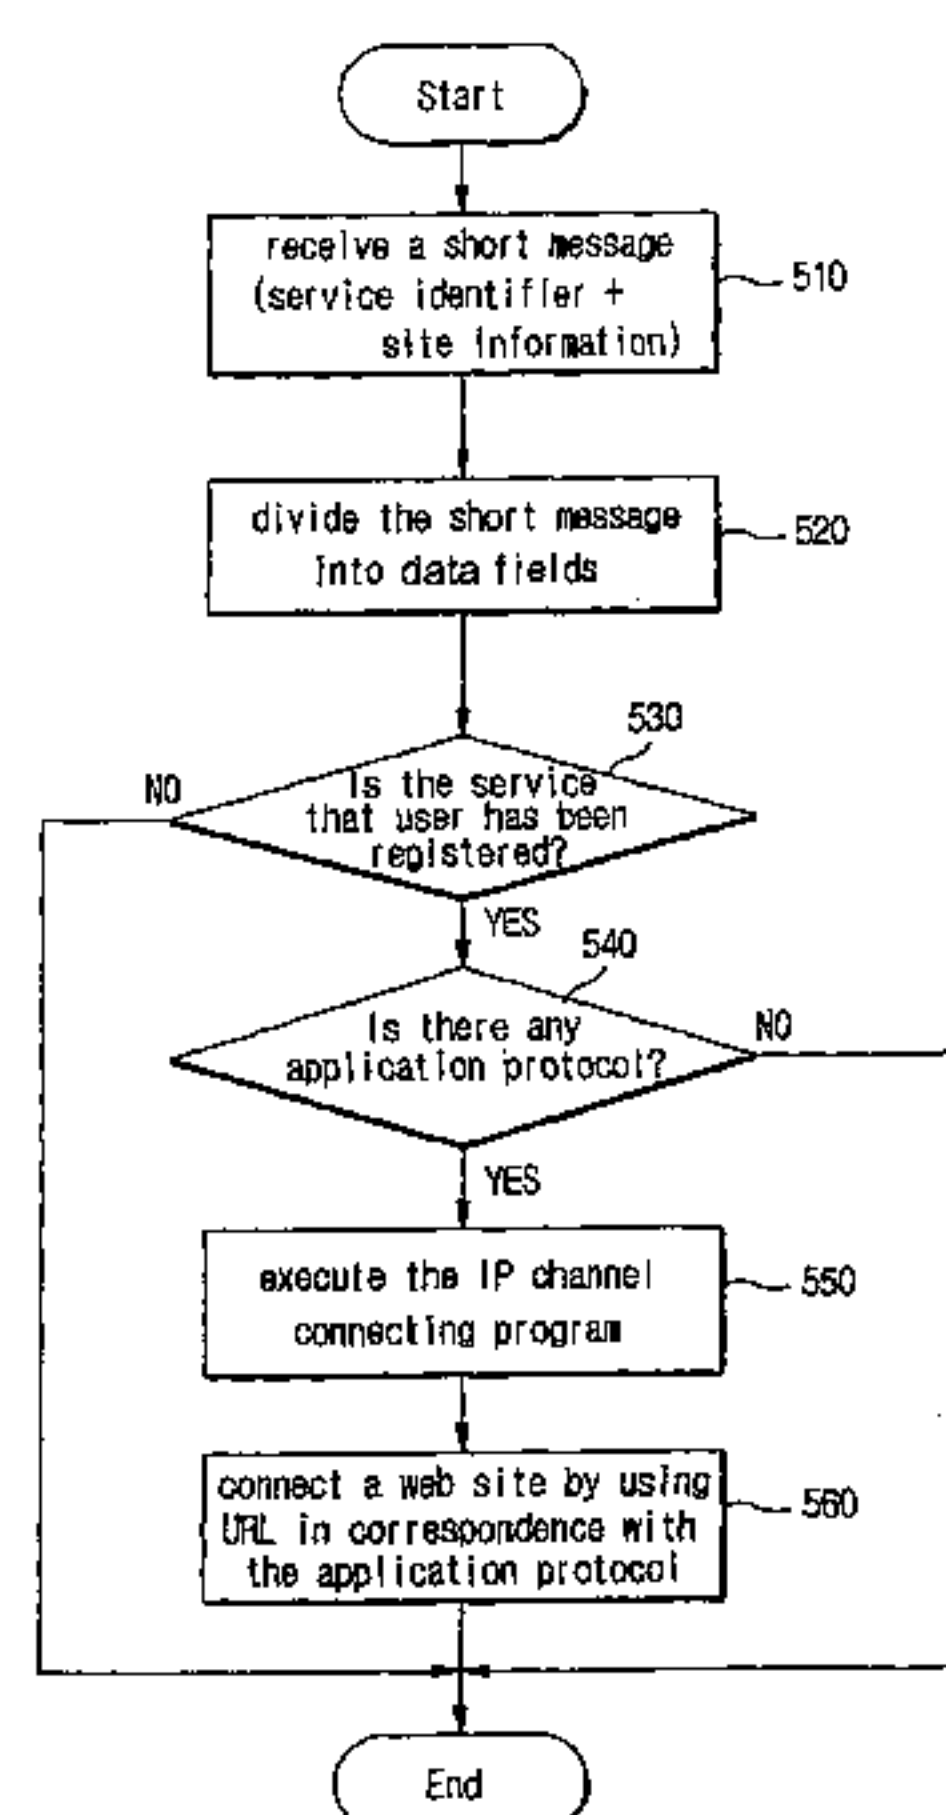 Start
receive a short message
(service identifier +
site information)
510
divide the short message
into data fields
520
530
NO
Is the service
that user has been
registered?
YES
540
Is there any
application protocol?
NO
YES
execute the IP channel
connecting program
550
connect a web site by using
URL in correspondence with
the application protocol
560
End